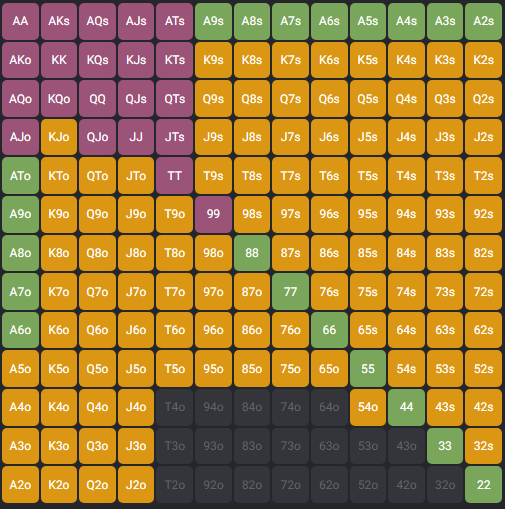 AA AKs AQs AJs ATs A9s A8s A7s A6s A5s A4s A3s A2s
AKo KK KQs KJs KTs K9s K8s K7s K6s K5s K4s K3s K2s
AQo KQo QQ QJs QTs Q9s Q8s Q7s Q6s Q5s Q4s Q3s Q2s
AJo KJo QJo JJ JTs J9s J8s J7s J6s J5s J4s J3s J2s
ATo KTo QTo JTo TT T9s T8s T7s T6s T5s T4s T3s T2s
A9o K9o Q9o J9o T9o 99 98s 97s 96s 95s 94s 93s 92s
A8o K8o Q8o J8o T8o 98o 88 87s 86s 85s 84s 83s 82s
A7o K7o Q7o J7o T7o 97o 87o 77 76s 75s 74s 73s 72s
A6o K6o Q6o J6o T6o 96o 86o 76o 66 65s 64s 63s 62s
A5o K5o Q5o J5o T5o 95o 85o 75o 65o 55 54s 53s 52s
A4o K4o Q4o J4o T4o 94o 84o 74o 64o 54o 44 43s 42s
A3o K3o Q3o J3o T3o 93o 83o 73o 63o 53o 43o 33 32s
A2o K2o Q2o J2o T2o 92o 82o 72o 62o 52o 42o 32o 22